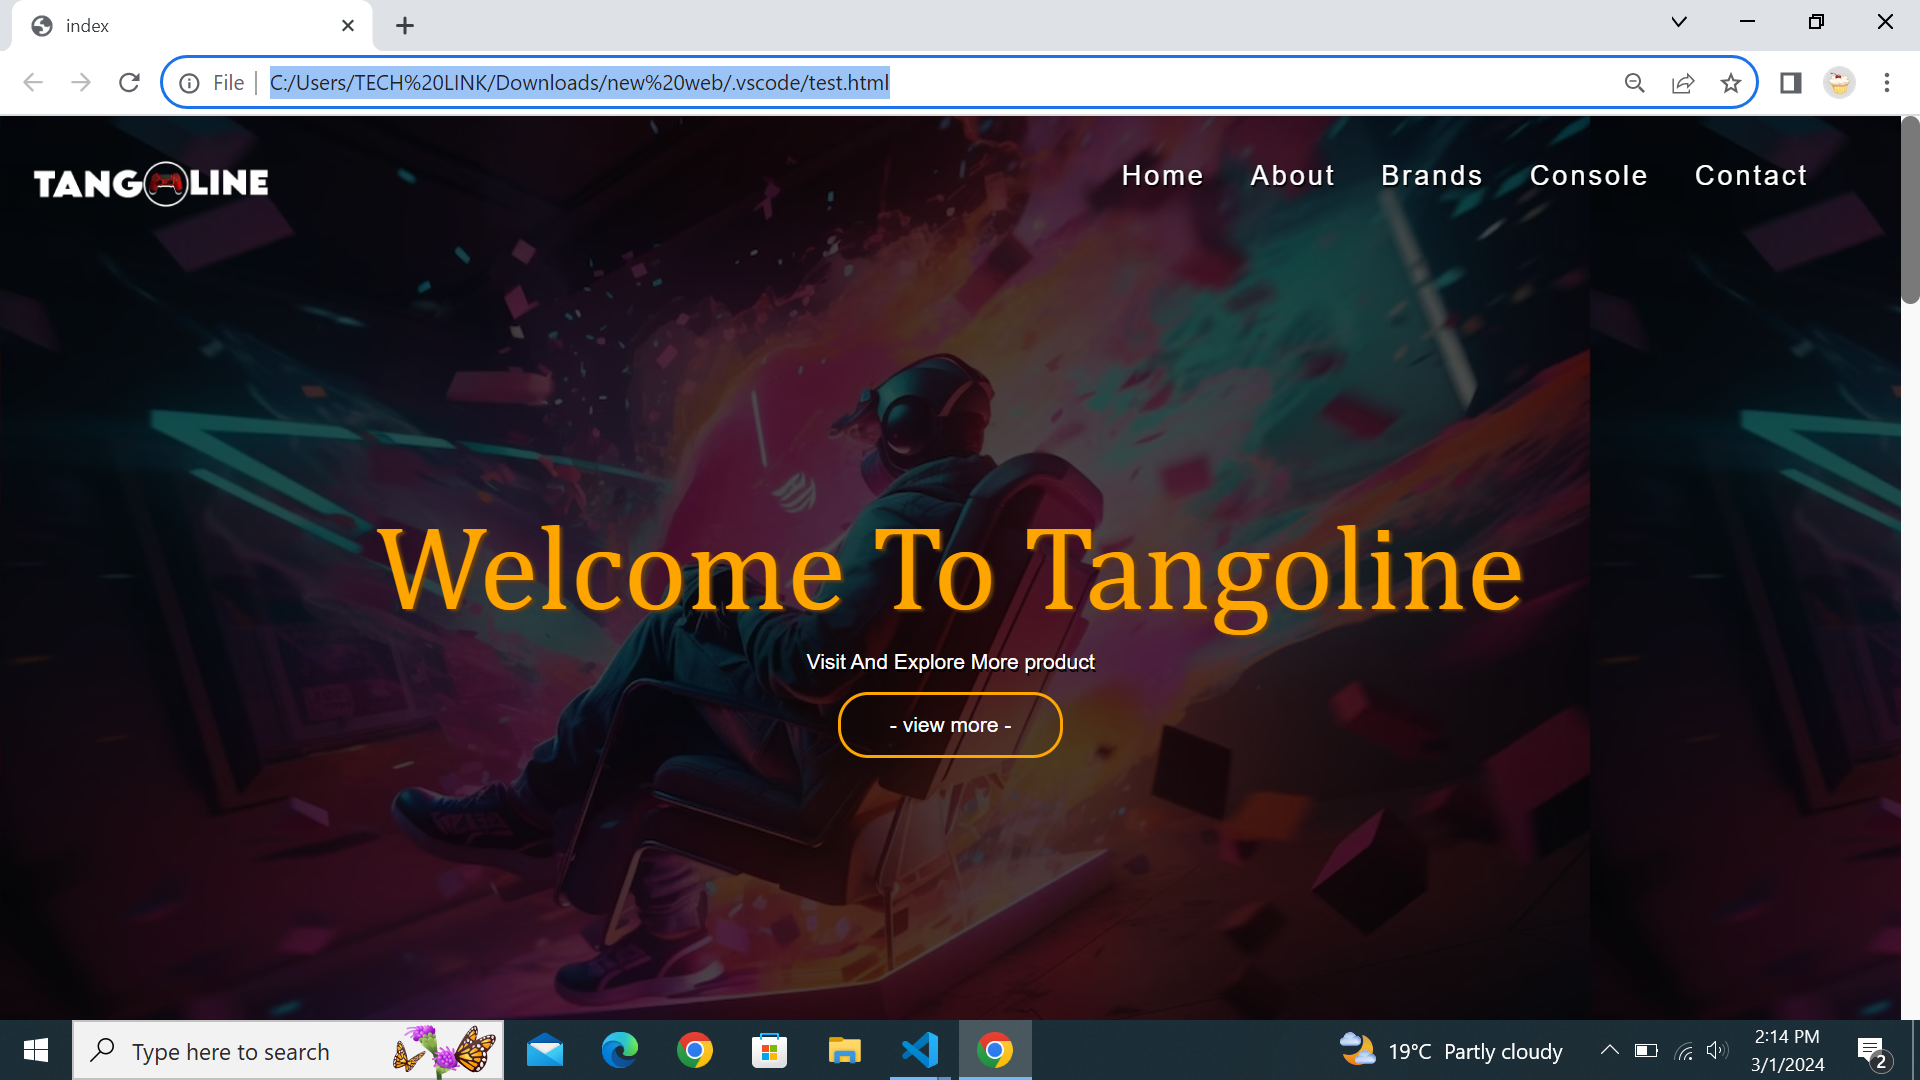 index
File
C:/Users/TECH%20LINK/Downloads/new%20web/.vscode/test.html
TANGOLINE
Home About Brands Console Contact
Welcome To Tangoline
Visit And Explore More product
- view more -
Type here to search
19°C Partly cloudy
2:14 PM
3/1/2024
2